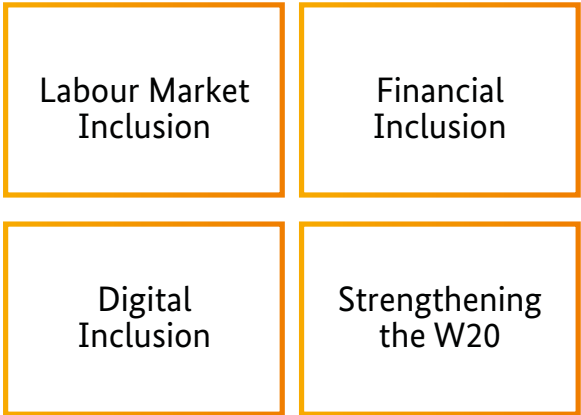 Labour Market
Inclusion
Financial
Inclusion
Digital
Inclusion
Strengthening
the W20